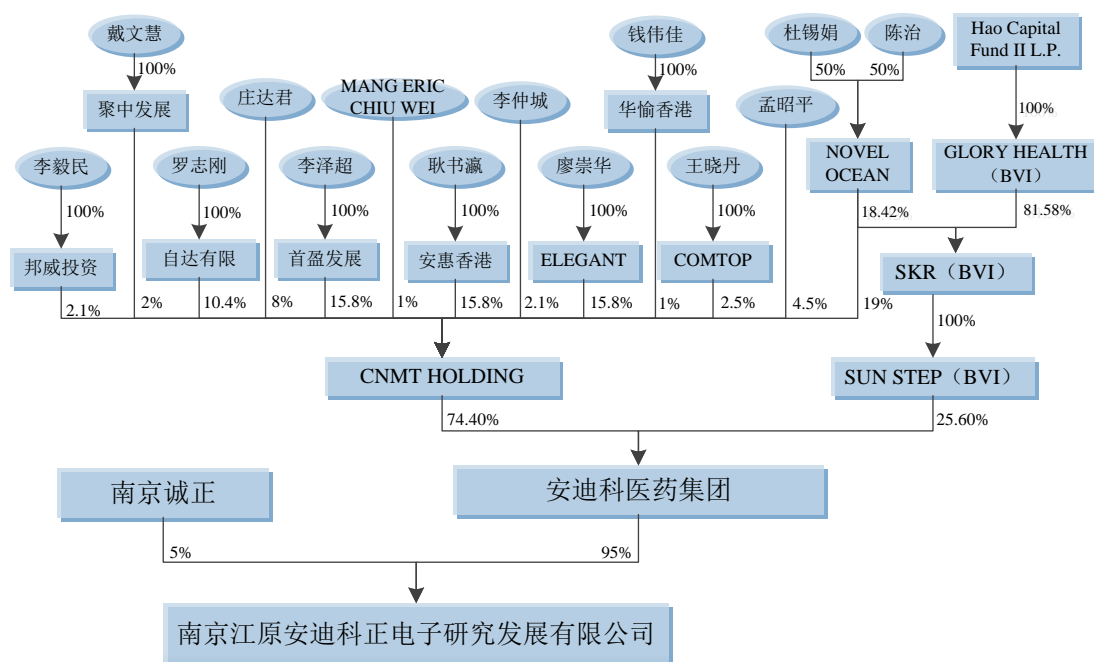 戴文慧
钱伟佳
杜锡娟
陈治
Hao Capital
Fund II L.P.
100%
100%
50%
50%
庄达君
MANG ERIC
CHIU WEI
李仲城
孟昭平
100%
聚中发展
华愉香港
李毅民
罗志刚
李泽超
耿书瀛
廖崇华
王晓丹
NOVEL
OCEAN
GLORY HEALTH
（BVI）
100%
100%
100%
100%
100%
100%
18.42%
81.58%
邦威投资
自达有限
首盈发展
安惠香港
ELEGANT
COMTOP
SKR（BVI）
2.1%
2%
10.4%
8%
15.8%
1%
15.8%
2.1%
15.8%
1%
2.5%
4.5%
19%
100%
CNMT HOLDING
SUN STEP（BVI）
74.40%
25.60%
南京诚正
安迪科医药集团
5%
95%
南京江原安迪科正电子研究发展有限公司